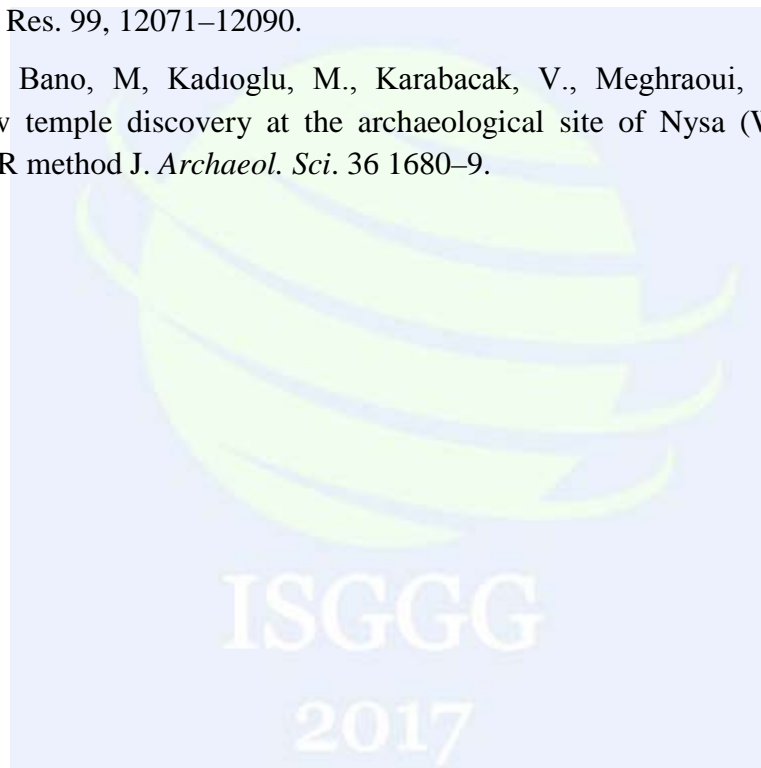 Res. 99, 12071–12090.
Bano, M, Kadıoglu, M., Karabacak, V., Meghraoui,
temple discovery at the archaeological site of Nysa
method J. Archaeol. Sci. 36 1680–9.
ISGGG
2017